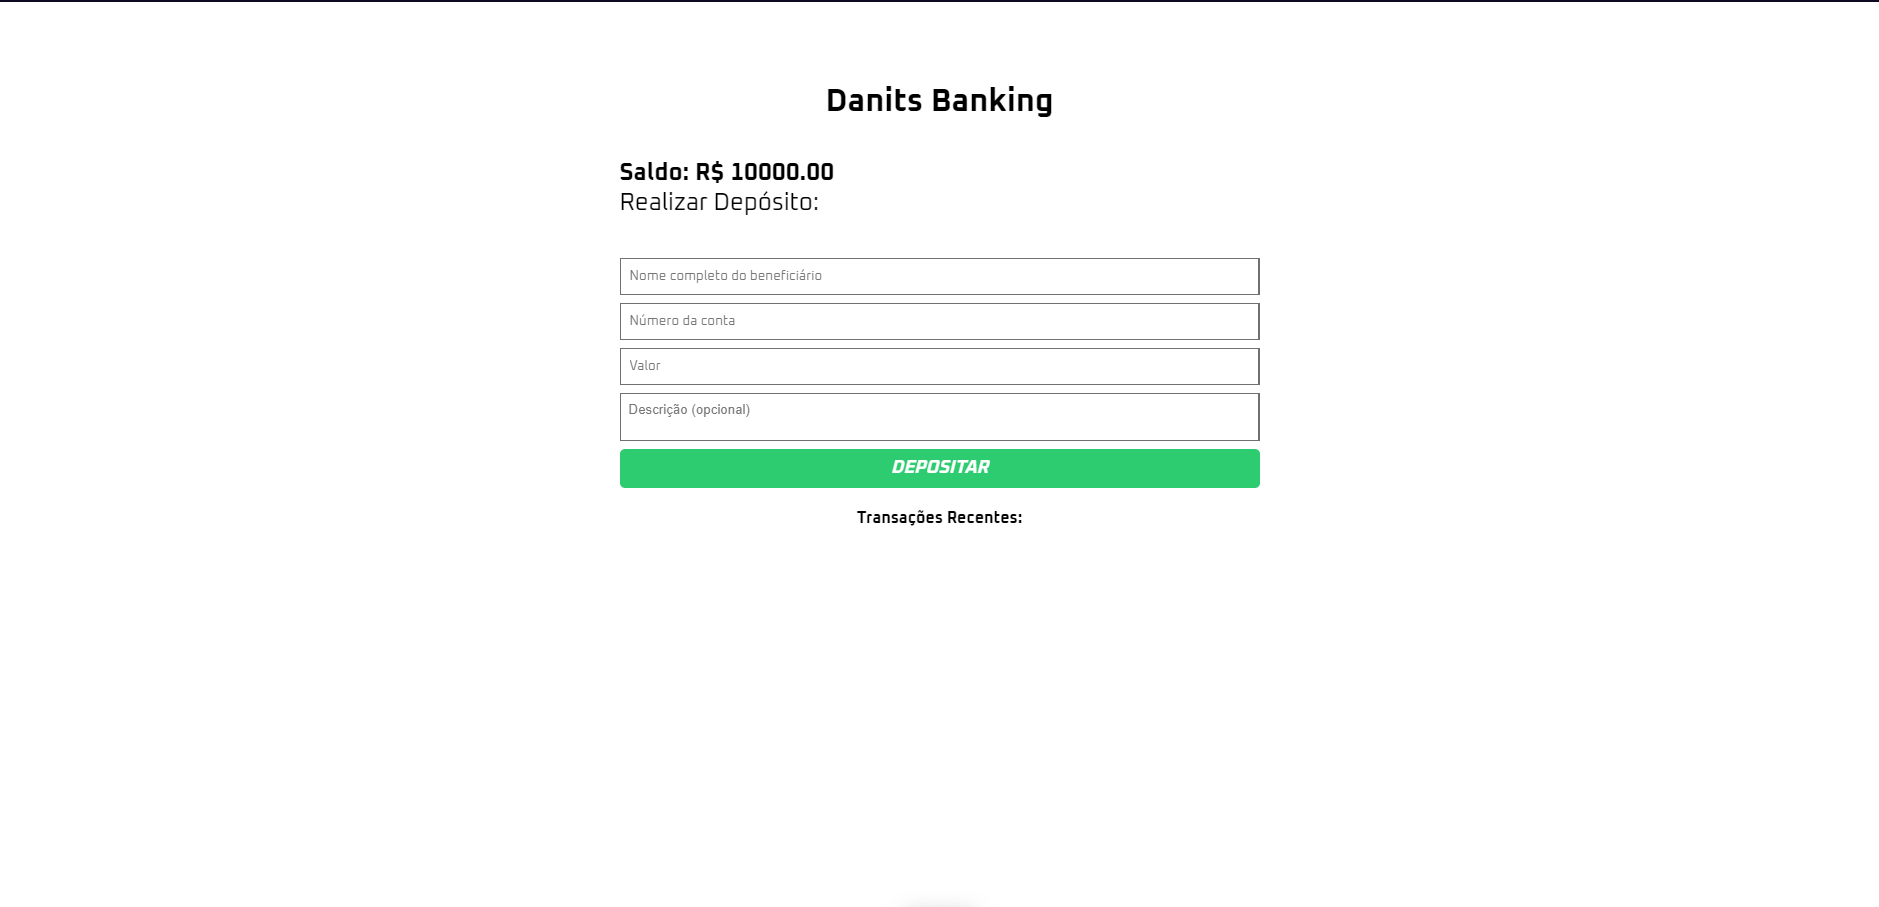 Danits Banking
Saldo: R$ 10000.00
Realizar Depósito:
Nome completo do beneficiário
Número da conta
Valor
Descrição (opcional)
DEPOSITAR
Transações Recentes: